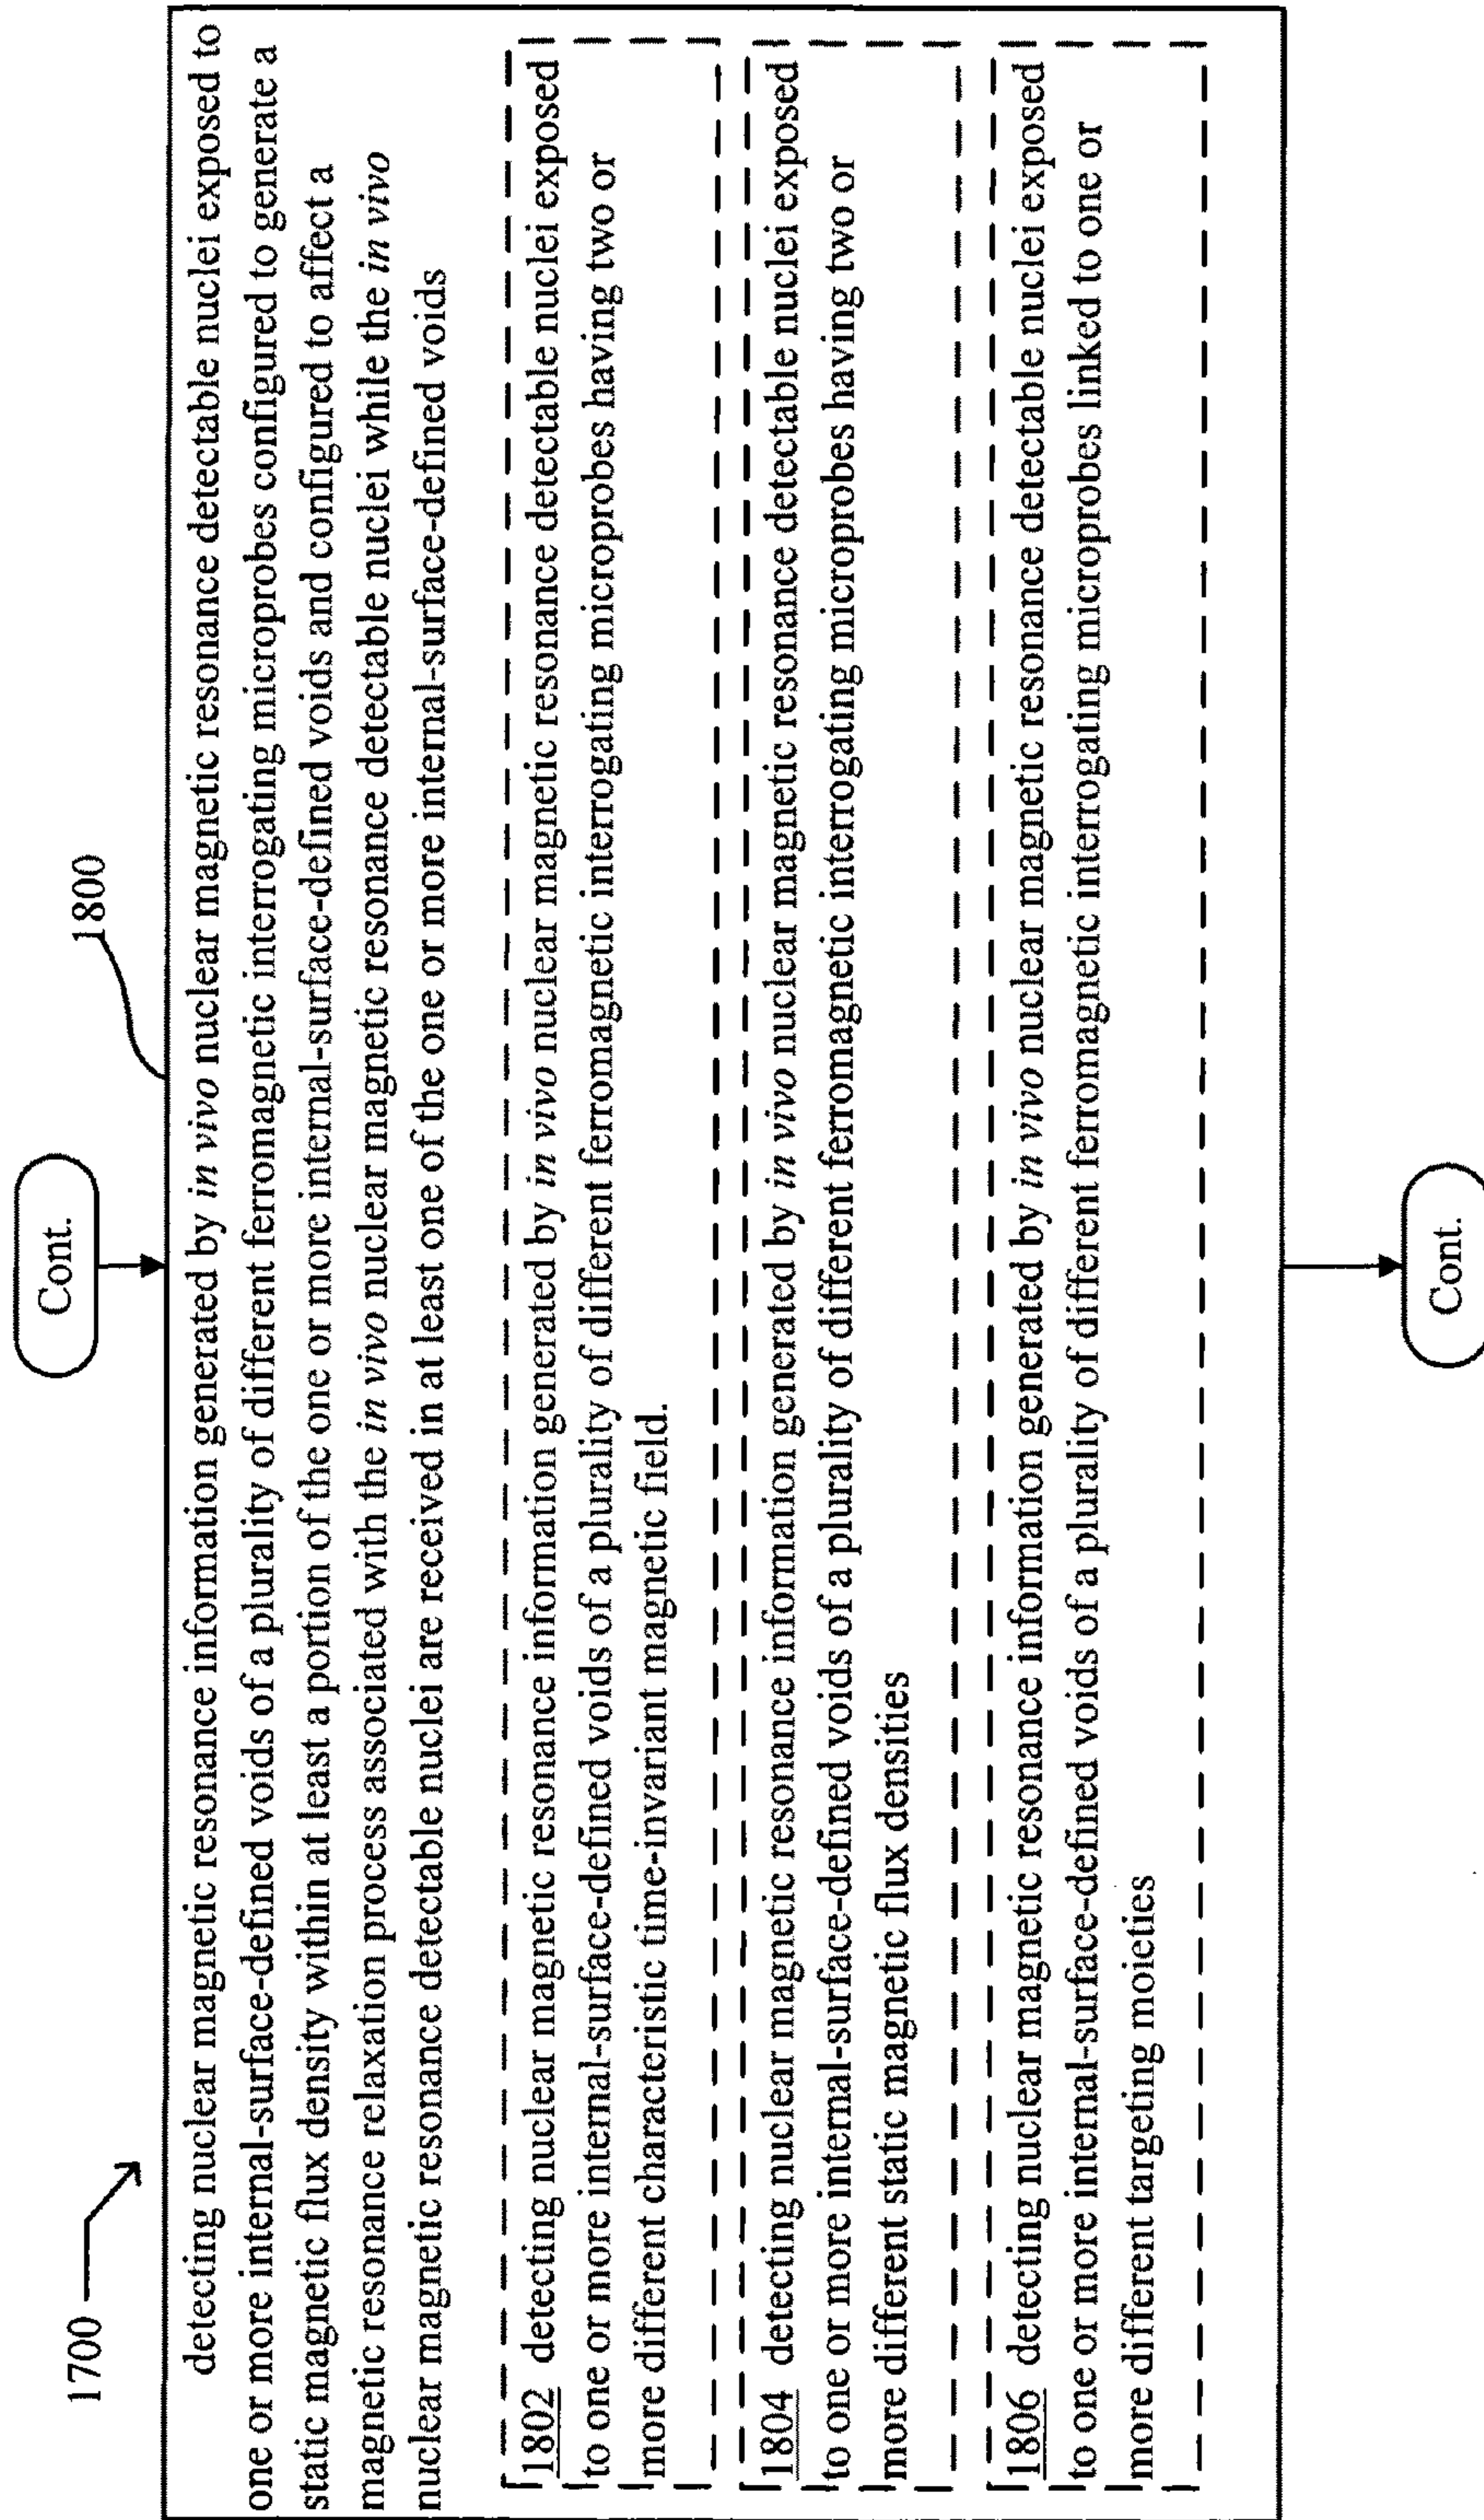 1700
Cont.
1800
detecting nuclear magnetic resonance information generated by in vivo nuclear magnetic resonance detectable nuclei exposed to
one or more internal-surface-defined voids of a plurality of different ferromagnetic interrogating microprobes configured to generate a
static magnetic flux density within at least a portion of the one or more internal-surface-defined voids and configured to affect a
magnetic resonance relaxation process associated with the in vivo nuclear magnetic resonance detectable nuclei while the in vivo
nuclear magnetic resonance detectable nuclei are received in at least one of the one or more internal-surface-defined voids
1802 detecting nuclear magnetic resonance information generated by in vivo nuclear magnetic resonance detectable nuclei exposed
to one or more internal-surface-defined voids of a plurality of different ferromagnetic interrogating microprobes having two or
more different characteristic time-invariant magnetic field.
1804 detecting nuclear magnetic resonance information generated by in vivo nuclear magnetic resonance detectable nuclei exposed
to one or more internal-surface-defined voids of a plurality of different ferromagnetic interrogating microprobes having two or
more different static magnetic flux densities
1806 detecting nuclear magnetic resonance information generated by in vivo nuclear magnetic resonance detectable nuclei exposed
to one or more internal-surface-defined voids of a plurality of different ferromagnetic interrogating microprobes linked to one or
more different targeting moieties
Cont.